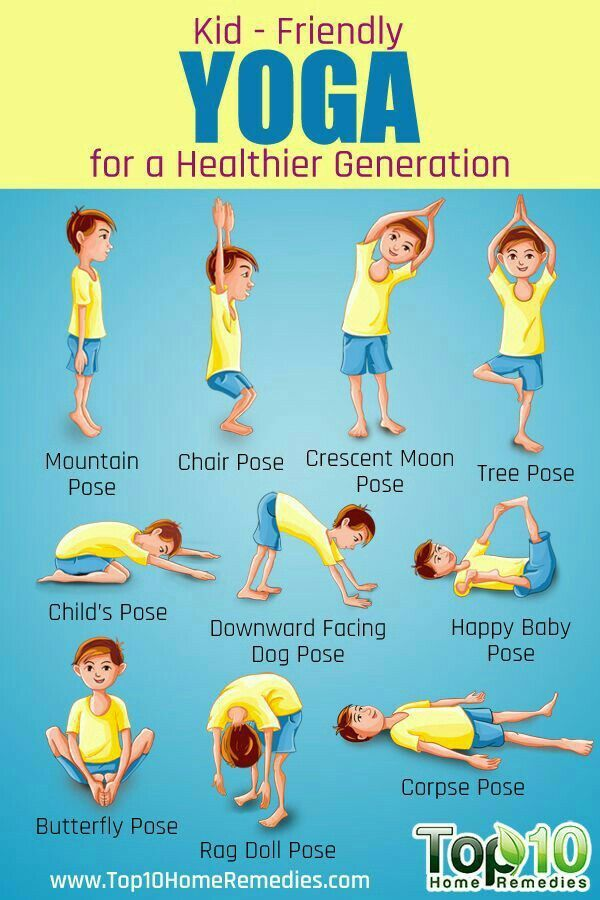 Kid - Friendly
YOGA
for a Healthier Generation
Mountain
Pose
Chair Pose
Crescent Moon
Pose
Tree Pose
Child's Pose
Downward Facing
Dog Pose
Happy Baby
Pose
Butterfly Pose
Rag Doll Pose
Corpse Pose
www.Top10HomeRemedies.com
Top10
Home Remedies